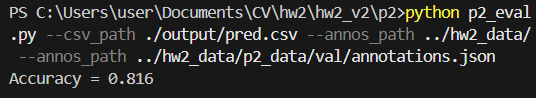 PS C:\Users\user\Documents\CV\hw2\hw2_v2\p2>python p2_eval
.py --csv_path ./output/pred.csv --annos_path ../hw2_data/
 --annos_path ../hw2_data/p2_data/val/annotations.json
Accuracy = 0.816